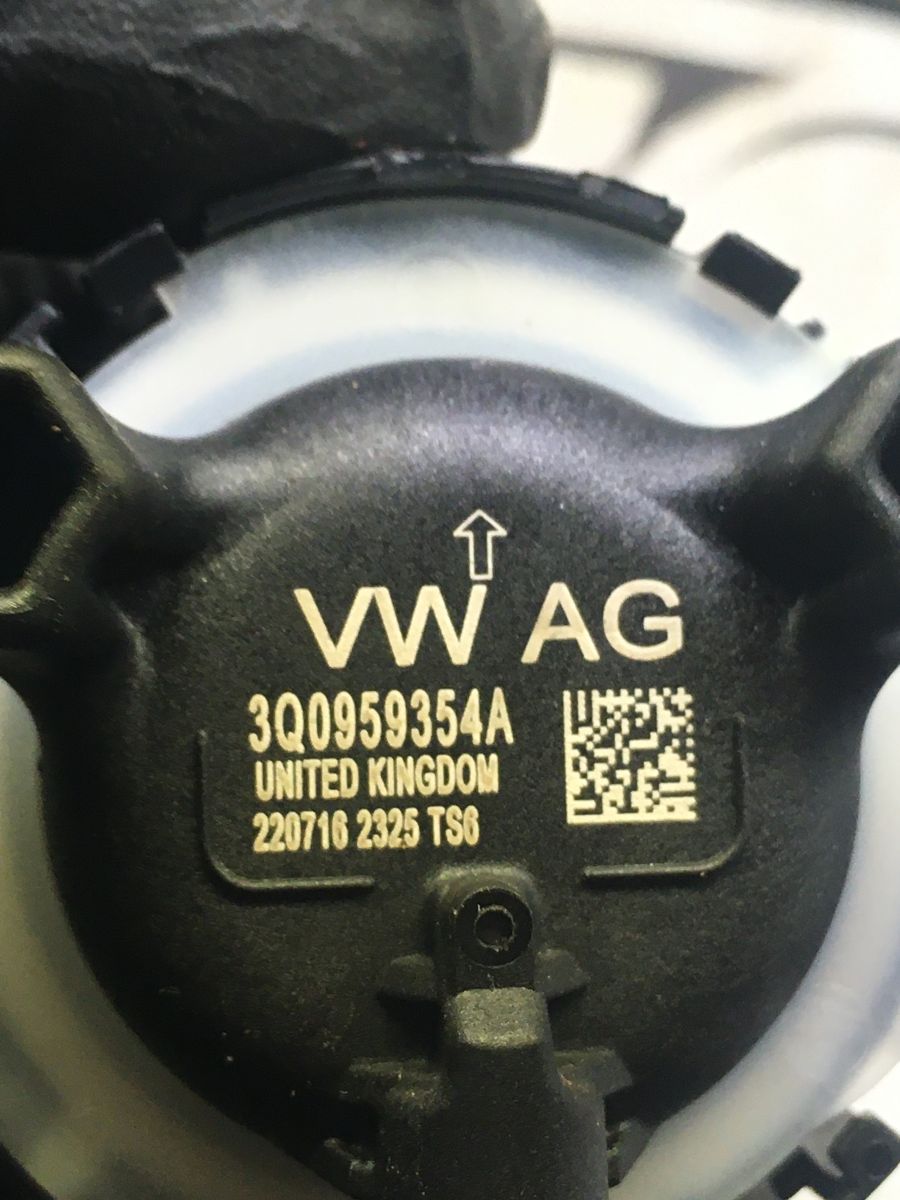 VW AG
3Q0959354A
UNITED KINGDOM
220716 2325 TS6